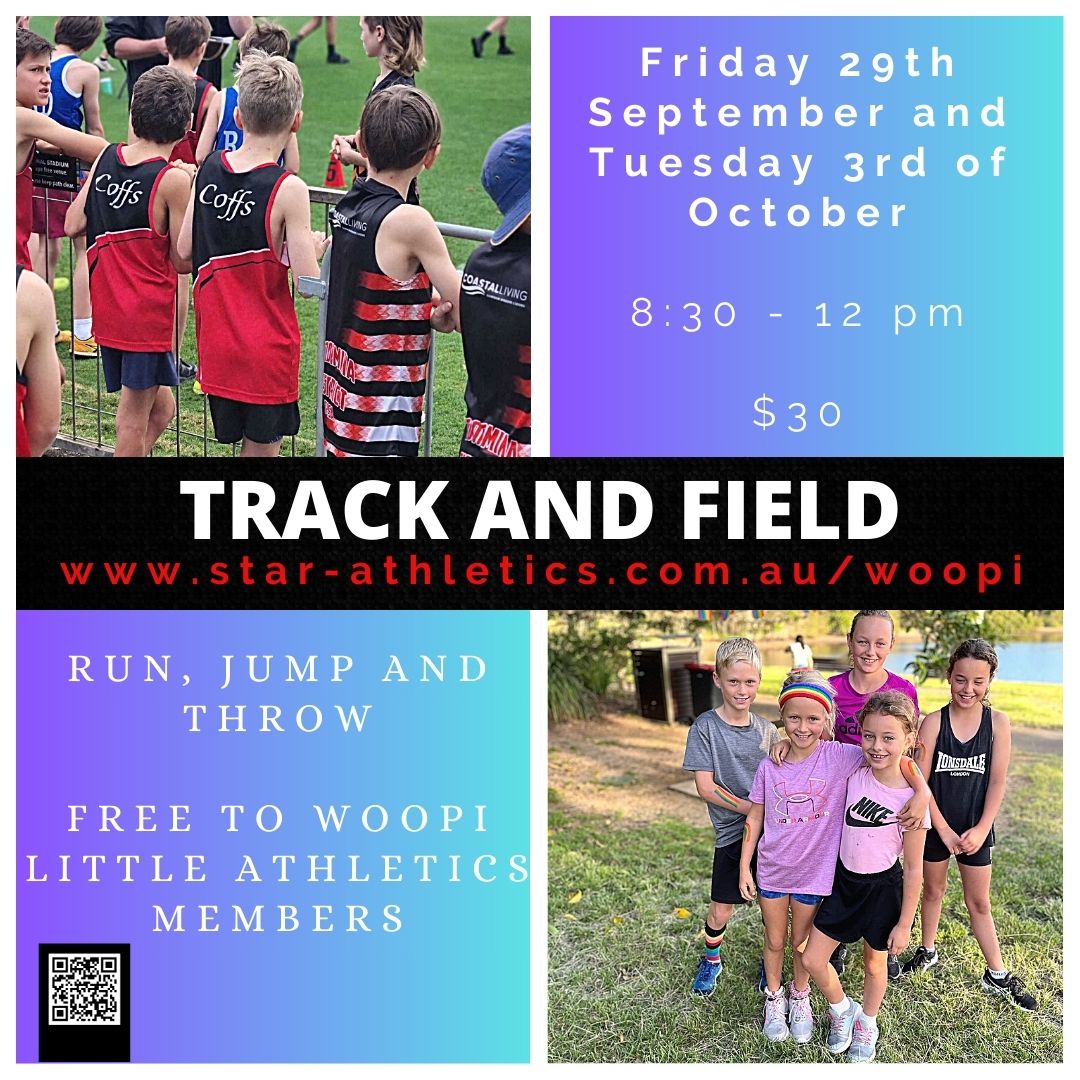 Friday 29th
September and
Tuesday 3rd of
October
8:30 - 12 pm
$30
Coffs
Coffs
COASTAL LIVING
TRACK AND FIELD
www.star-athletics.com.au/woopi
RUN, JUMP AND
THROW
FREE TO WOOPI
LITTLE ATHLETICS
MEMBERS
LONSDALE
LONDON
NIKE